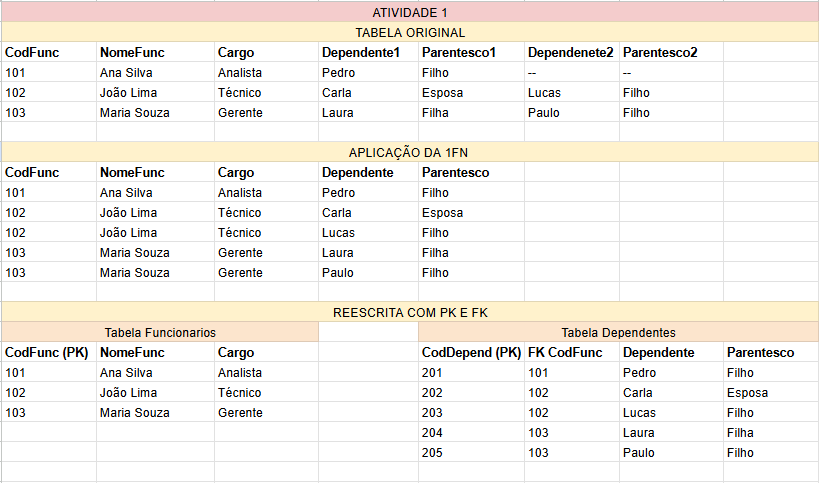 ATIVIDADE 1
TABELA ORIGINAL
CodFunc NomeFunc Cargo Dependente1 Parentesco1 Dependenete2 Parentesco2
101 Ana Silva Analista Pedro Filho -- --
102 João Lima Técnico Carla Esposa Lucas Filho
103 Maria Souza Gerente Laura Filha Paulo Filho
APLICAÇÃO DA 1FN
CodFunc NomeFunc Cargo Dependente Parentesco
101 Ana Silva Analista Pedro Filho
102 João Lima Técnico Carla Esposa
102 João Lima Técnico Lucas Filho
103 Maria Souza Gerente Laura Filha
103 Maria Souza Gerente Paulo Filho
REESCRITA COM PK E FK
Tabela Funcionarios Tabela Dependentes
CodFunc (PK) NomeFunc Cargo CodDepend (PK) FK CodFunc Dependente Parentesco
101 Ana Silva Analista 201 101 Pedro Filho
102 João Lima Técnico 202 102 Carla Esposa
103 Maria Souza Gerente 203 102 Lucas Filho
204 103 Laura Filha
205 103 Paulo Filho